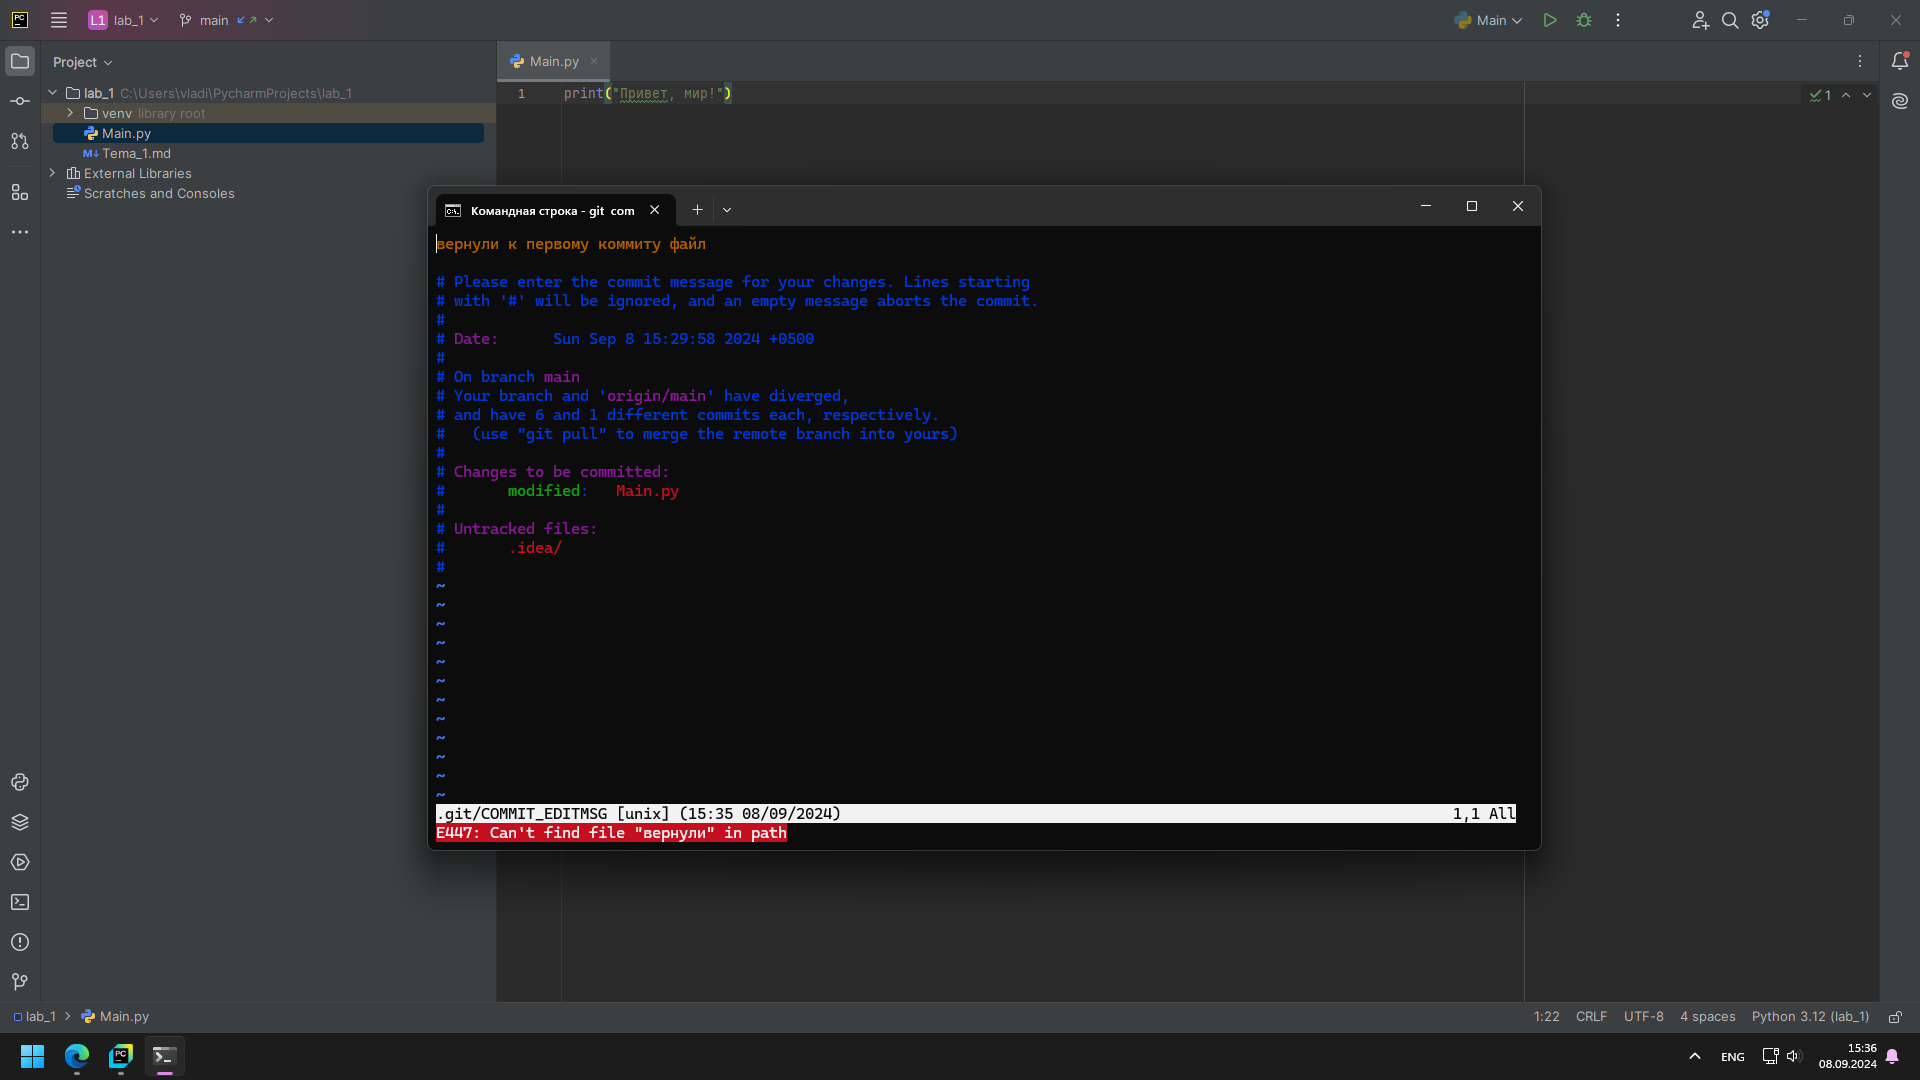 PC
L1 lab_1
main
Main
Project
Main.py
lab_1 C:\Users\vladi\PycharmProjects\lab_1
venv library root
Main.py
Tema_1.md
External Libraries
Scratches and Consoles
1 print("Привет, мир!")
1
Командная строка - git com
вернули к первому коммиту файл
# Please enter the commit message for your changes. Lines starting
# with '#' will be ignored, and an empty message aborts the commit.
#
# Date:      Sun Sep 8 15:29:58 2024 +0500
#
# On branch main
# Your branch and 'origin/main' have diverged,
# and have 6 and 1 different commits each, respectively.
#   (use "git pull" to merge the remote branch into yours)
#
# Changes to be committed:
#       modified:   Main.py
#
# Untracked files:
#       .idea/
#
~
~
~
~
~
~
~
~
~
~
~
~
.git/COMMIT_EDITMSG [unix] (15:35 08/09/2024) 1,1 All
E447: Can't find file "вернули" in path
lab_1 > Main.py
1:22 CRLF UTF-8 4 spaces Python 3.12 (lab_1)
PC
ENG
15:36
08.09.2024